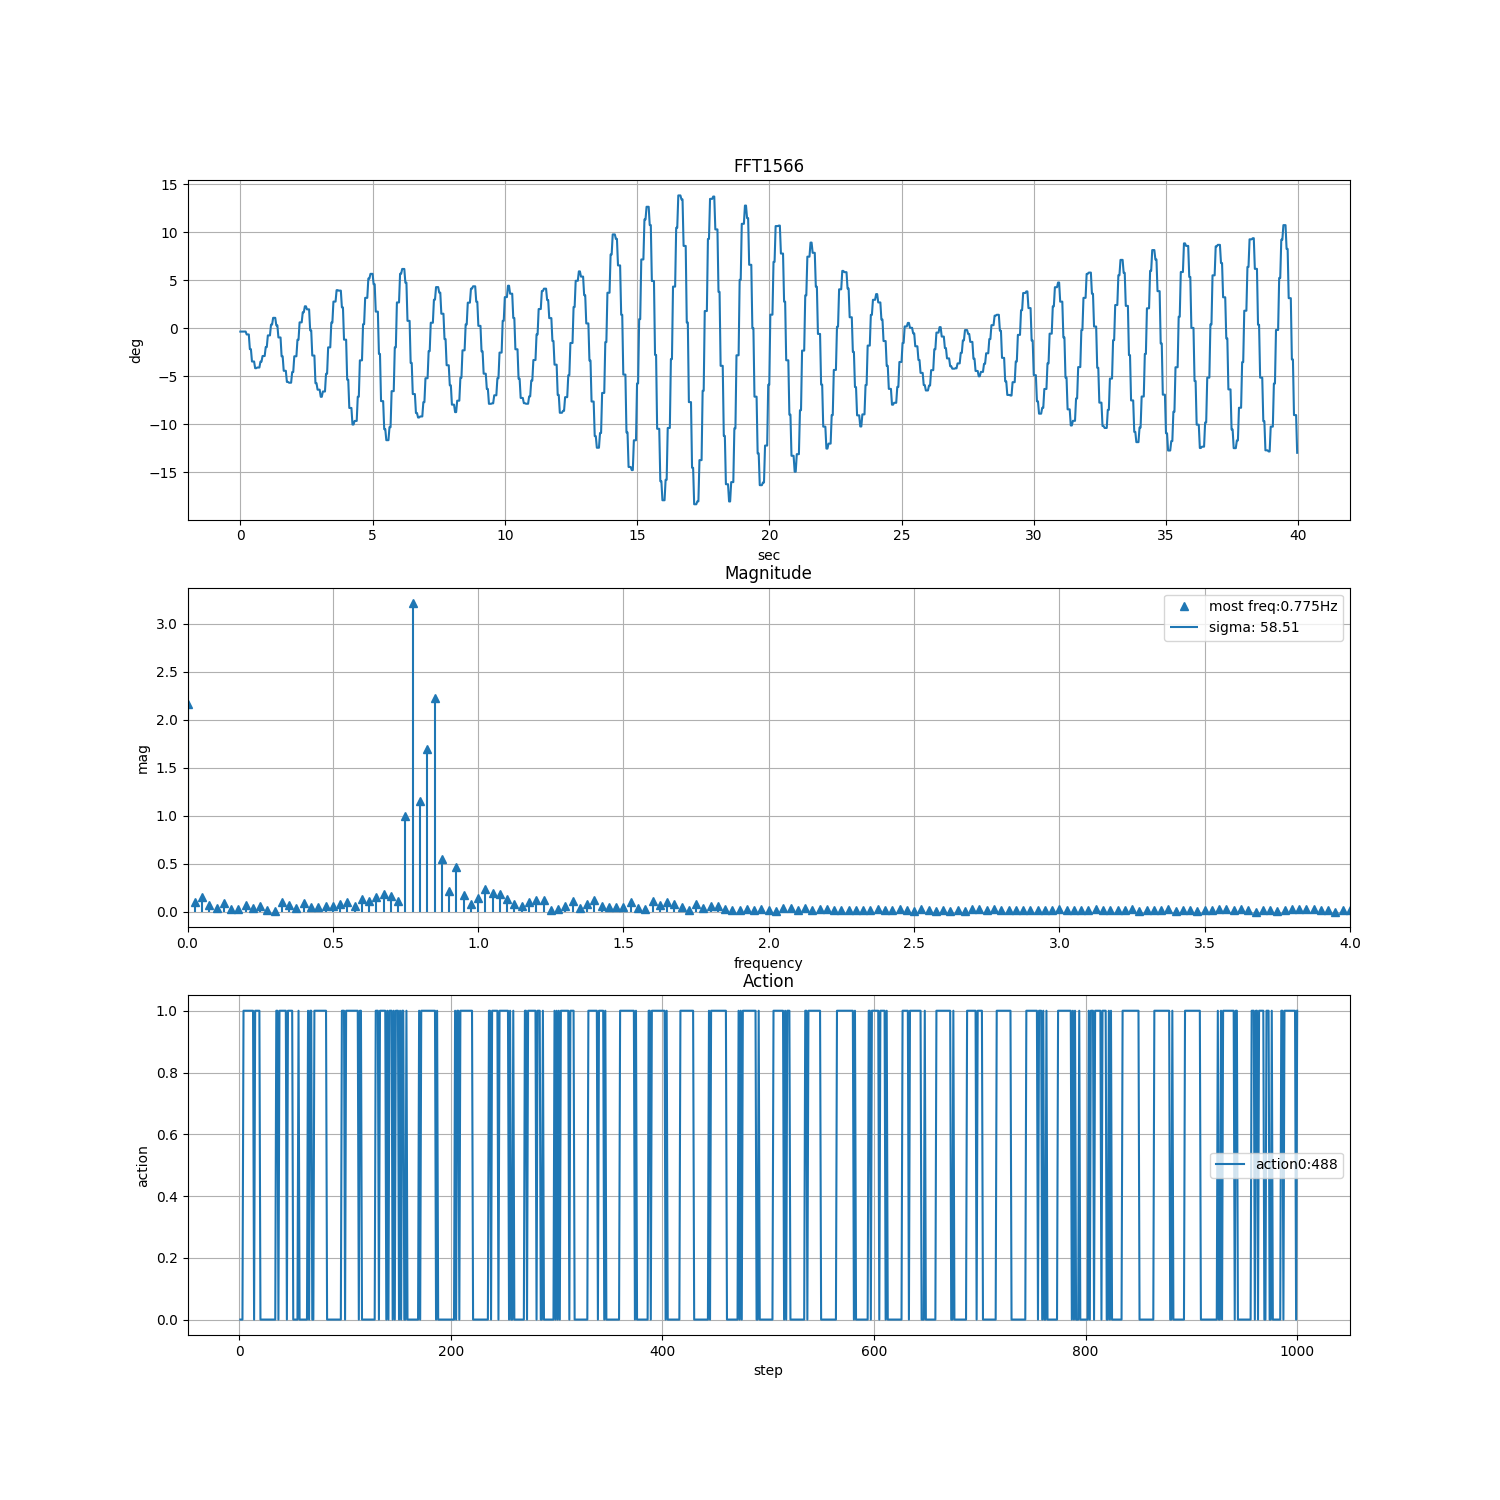 FFT1566
15
10
5
0
−5
−10
−15
deg
0 5 10 15 20 25 30 35 40
sec
Magnitude
most freq:0.775Hz
sigma: 58.51
3.0
2.5
2.0
1.5
1.0
0.5
0.0
mag
0.0 0.5 1.0 1.5 2.0 2.5 3.0 3.5 4.0
frequency
Action
1.0
0.8
0.6
0.4
0.2
0.0
action
action0:488
0 200 400 600 800 1000
step